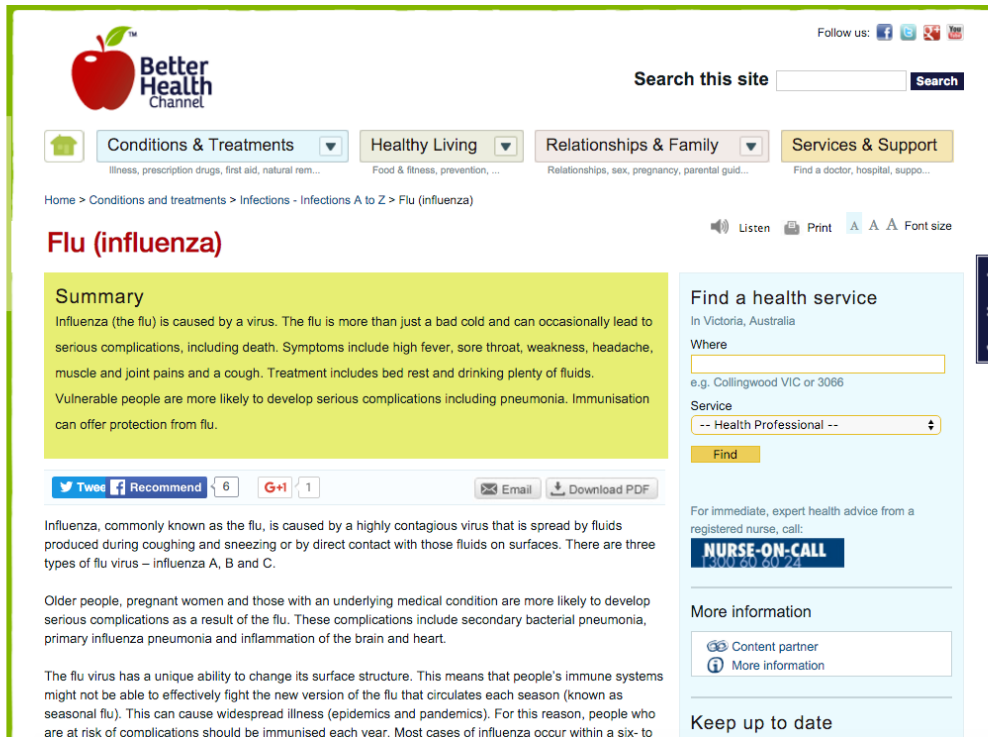 Follow us:
You
Tube
TM
Better
Health
Channel
Search this site
Search
Conditions & Treatments
Healthy Living
Relationships & Family
Services & Support
Illness, prescription drugs, first aid, natural rem...
Food & fitness, prevention, ...
Relationships, sex, pregnancy, parental guid...
Find a doctor, hospital, suppo...
Home > Conditions and treatments > Infections - Infections A to Z > Flu (influenza)
Listen Print A A A Font size
Flu (influenza)
Summary
Influenza (the flu) is caused by a virus. The flu is more than just a bad cold and can occasionally lead to
serious complications, including death. Symptoms include high fever, sore throat, weakness, headache,
muscle and joint pains and a cough. Treatment includes bed rest and drinking plenty of fluids.
Vulnerable people are more likely to develop serious complications including pneumonia. Immunisation
can offer protection from flu.
Twee f Recommend 6 G+1 1
Email Download PDF
Influenza, commonly known as the flu, is caused by a highly contagious virus that is spread by fluids
produced during coughing and sneezing or by direct contact with those fluids on surfaces. There are three
types of flu virus – influenza A, B and C.
Older people, pregnant women and those with an underlying medical condition are more likely to develop
serious complications as a result of the flu. These complications include secondary bacterial pneumonia,
primary influenza pneumonia and inflammation of the brain and heart.
The flu virus has a unique ability to change its surface structure. This means that people's immune systems
might not be able to effectively fight the new version of the flu that circulates each season (known as
seasonal flu). This can cause widespread illness (epidemics and pandemics). For this reason, people who
are at risk of complications should be immunised each year. Most cases of influenza occur within a six- to
Find a health service
In Victoria, Australia
Where
e.g. Collingwood VIC or 3066
Service
-- Health Professional --
Find
For immediate, expert health advice from a
registered nurse, call:
NURSE-ON-CALL
1300 60 60 24
More information
Content partner
More information
Keep up to date